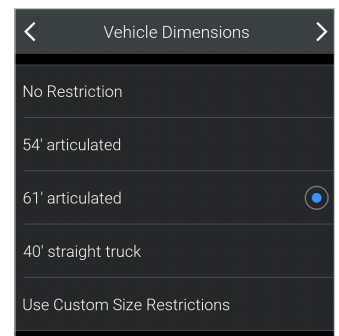 Vehicle Dimensions
No Restriction
54' articulated
61' articulated
40' straight truck
Use Custom Size Restrictions